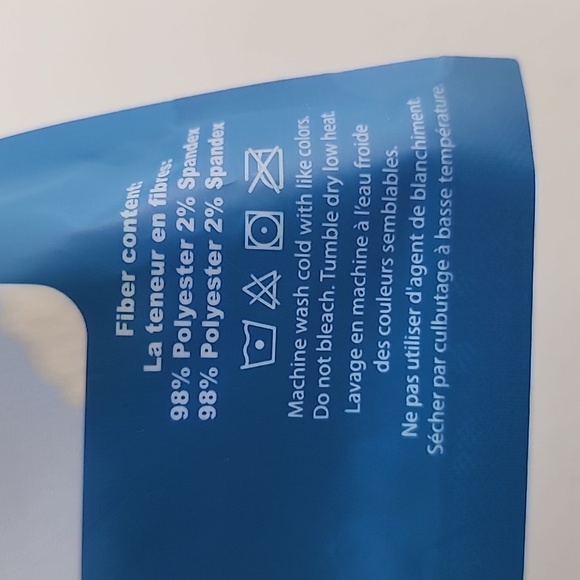 Fiber content:
La teneur en fibres:
98% Polyester 2% Spandex
98% Polyester 2% Spandex
Machine wash cold with like colors.
Do not bleach. Tumble dry low heat.
Lavage en machine à l'eau froide
des couleurs semblables.
Ne pas utiliser d'agent de blanchiment.
Sécher par culbutage à basse température.